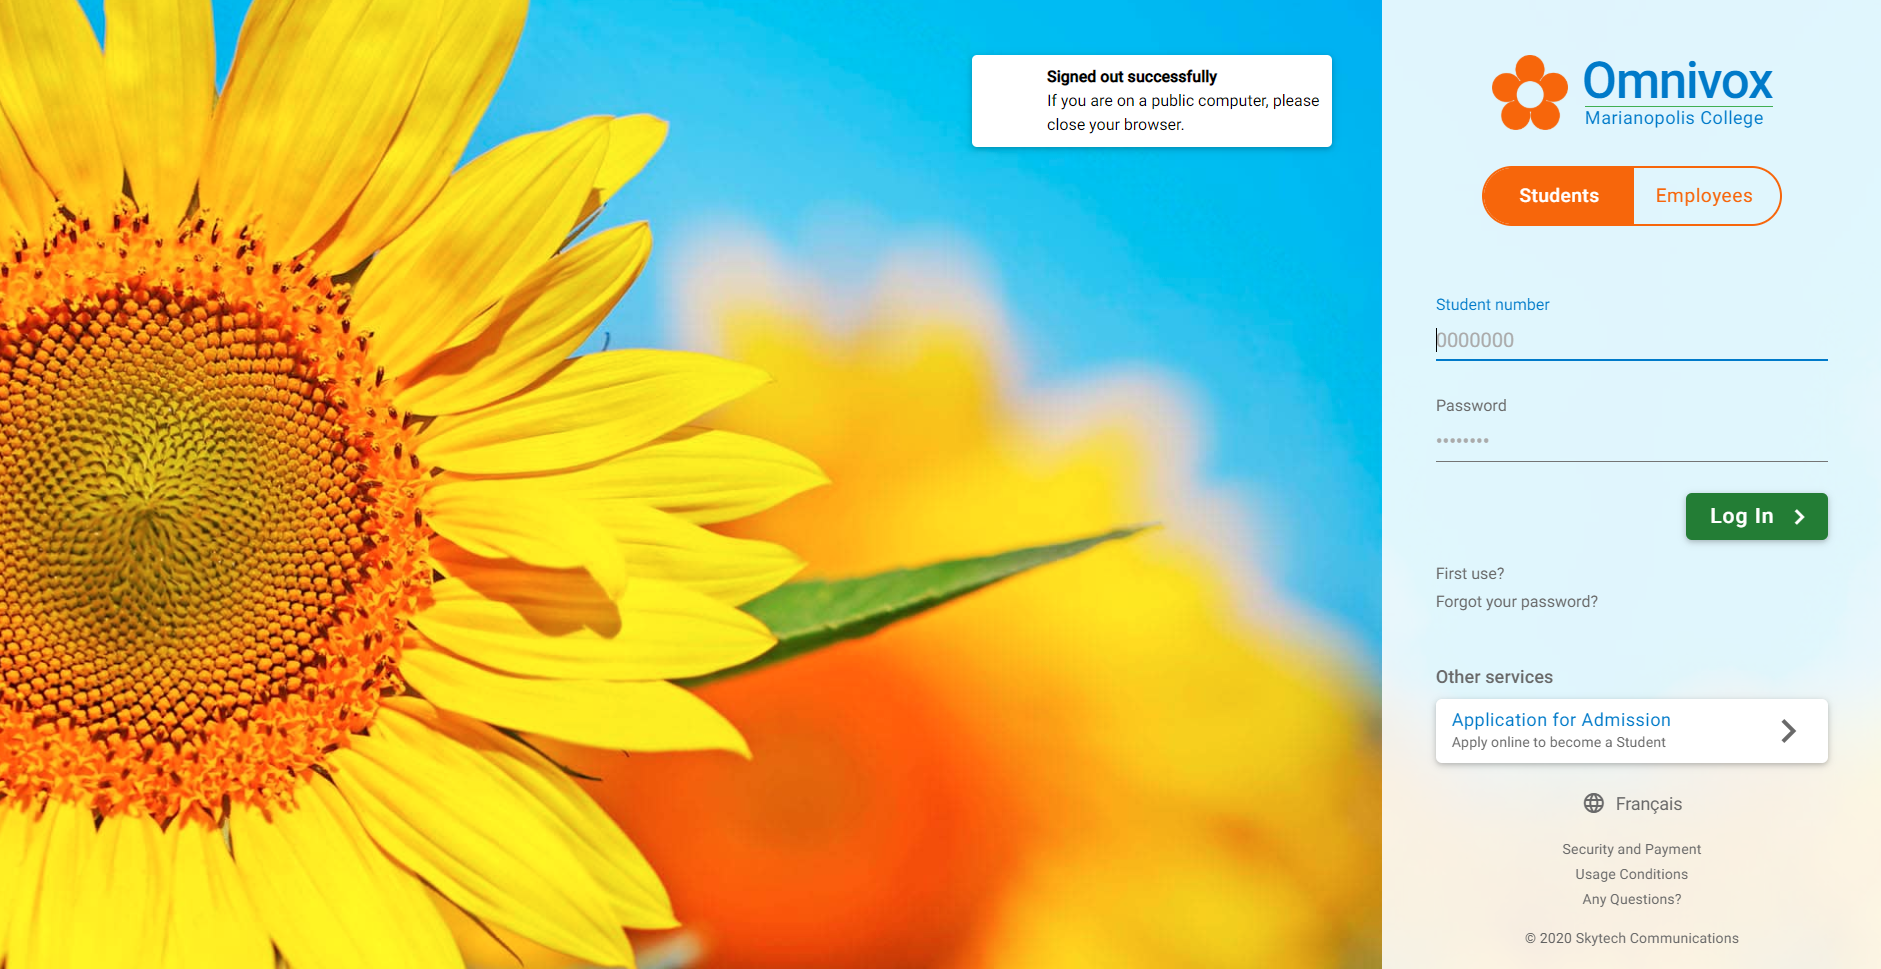 Signed out successfully
If you are on a public computer, please
close your browser.
Omnivox
Marianopolis College
Students
Employees
Student number
0000000
Password
••••••••
Log In
First use?
Forgot your password?
Other services
Application for Admission
Apply online to become a Student
Français
Security and Payment
Usage Conditions
Any Questions?
© 2020 Skytech Communications